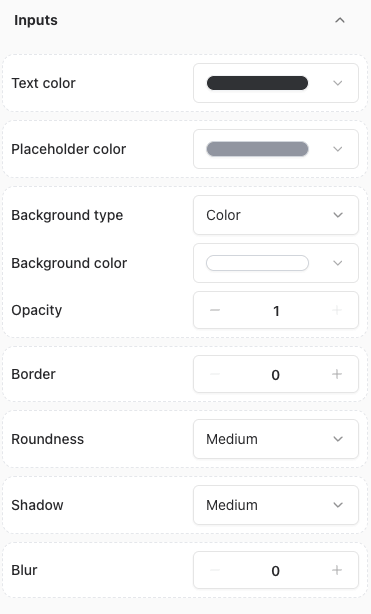 Inputs
Text color
Placeholder color
Background type Color
Background color
Opacity − 1 +
Border − 0 +
Roundness Medium
Shadow Medium
Blur − 0 +